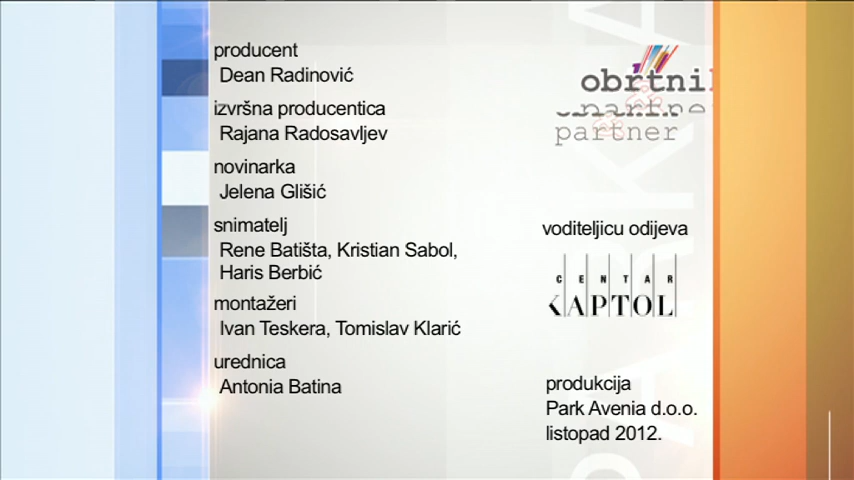 producent
Dean Radinović
izvršna producentica
Rajana Radosavljev
novinarka
Jelena Glišić
snimatelj
Rene Batišta, Kristian Sabol,
Haris Berbić
montažeri
Ivan Teskera, Tomislav Klarić
urednica
Antonia Batina
partner
voditeljicu odijeva
CENTAR
KAPTOL
produkcija
Park Avenia d.o.o.
listopad 2012.